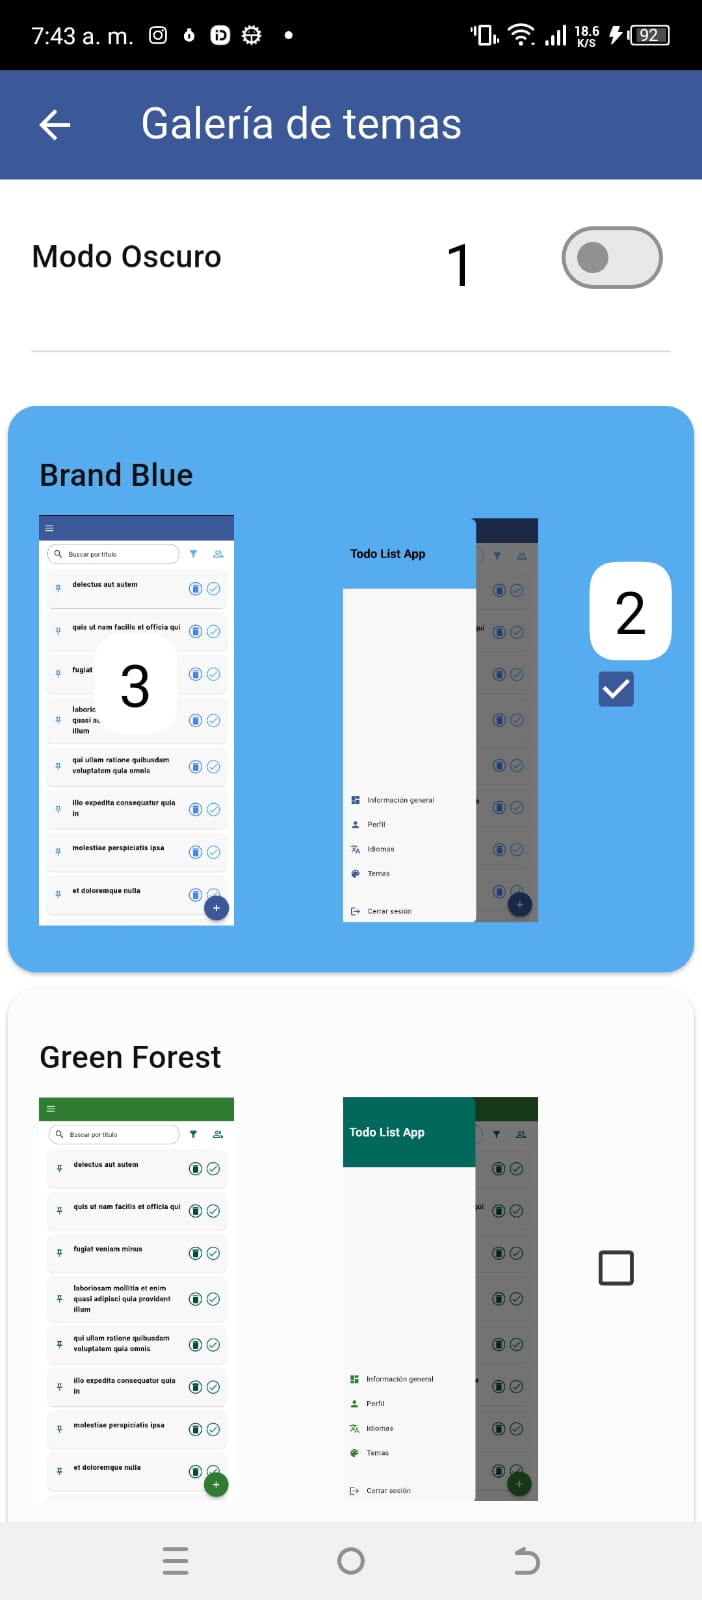 7:43 a. m.
18.6
K/S
92
Galería de temas
Modo Oscuro
1
Brand Blue
Buscar por título
delectus aut autem
quis ut nam facilis et officia qui
fugiat
3
quasi
illum
qui ullam ratione quibusdam
voluptatem quia omnis
illo expedita consequatur quia
in
molestiae perspiciatis ipsa
et doloremque nulla
+
Todo List App
qui
Información general
Perfil
Idiomas
Temas
Cerrar sesión
+
2
Green Forest
Buscar por título
delectus aut autem
quis ut nam facilis et officia qui
fugiat veniam minus
laboriosam mollitia et enim
quasi adipisci quia provident
illum
qui ullam ratione quibusdam
voluptatem quia omnis
illo expedita consequatur quia
in
molestiae perspiciatis ipsa
et doloremque nulla
+
Todo List App
qui
Información general
Perfil
Idiomas
Temas
Cerrar sesión
+